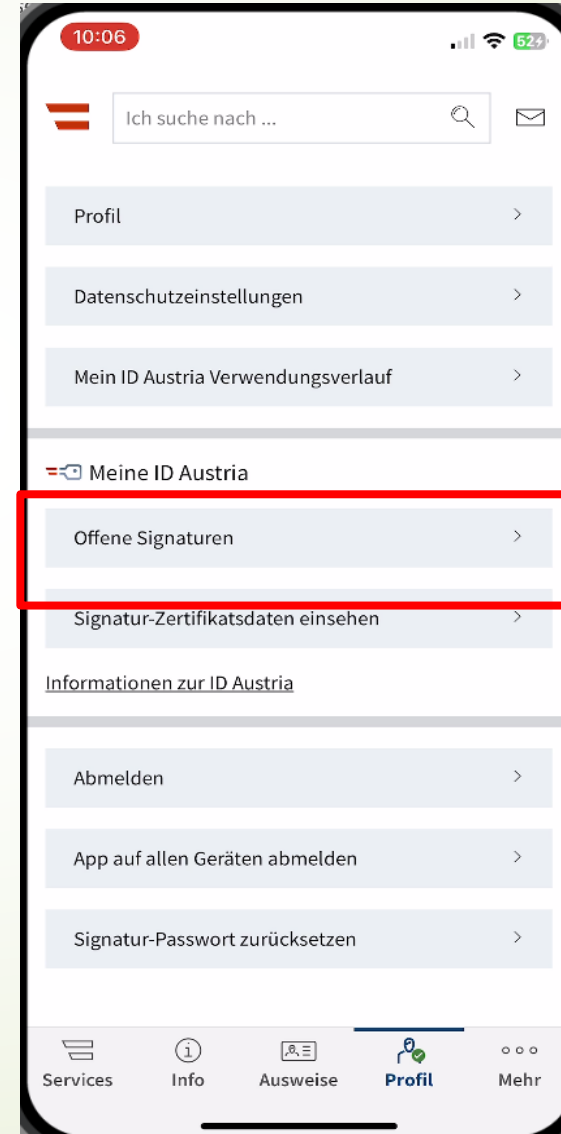 10:06
52
Ich suche nach ...
Profil
Datenschutzeinstellungen
Mein ID Austria Verwendungsverlauf
Meine ID Austria
Offene Signaturen
Signatur-Zertifikatsdaten einsehen
Informationen zur ID Austria
Abmelden
App auf allen Geräten abmelden
Signatur-Passwort zurücksetzen
Services Info Ausweise Profil Mehr